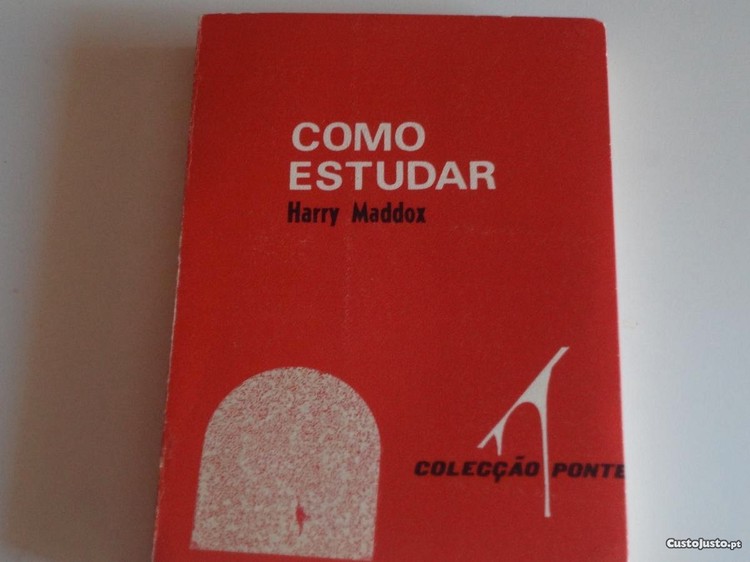 COMO
ESTUDAR
Harry Maddox
COLECÇÃO PONTE
CustoJusto.pt